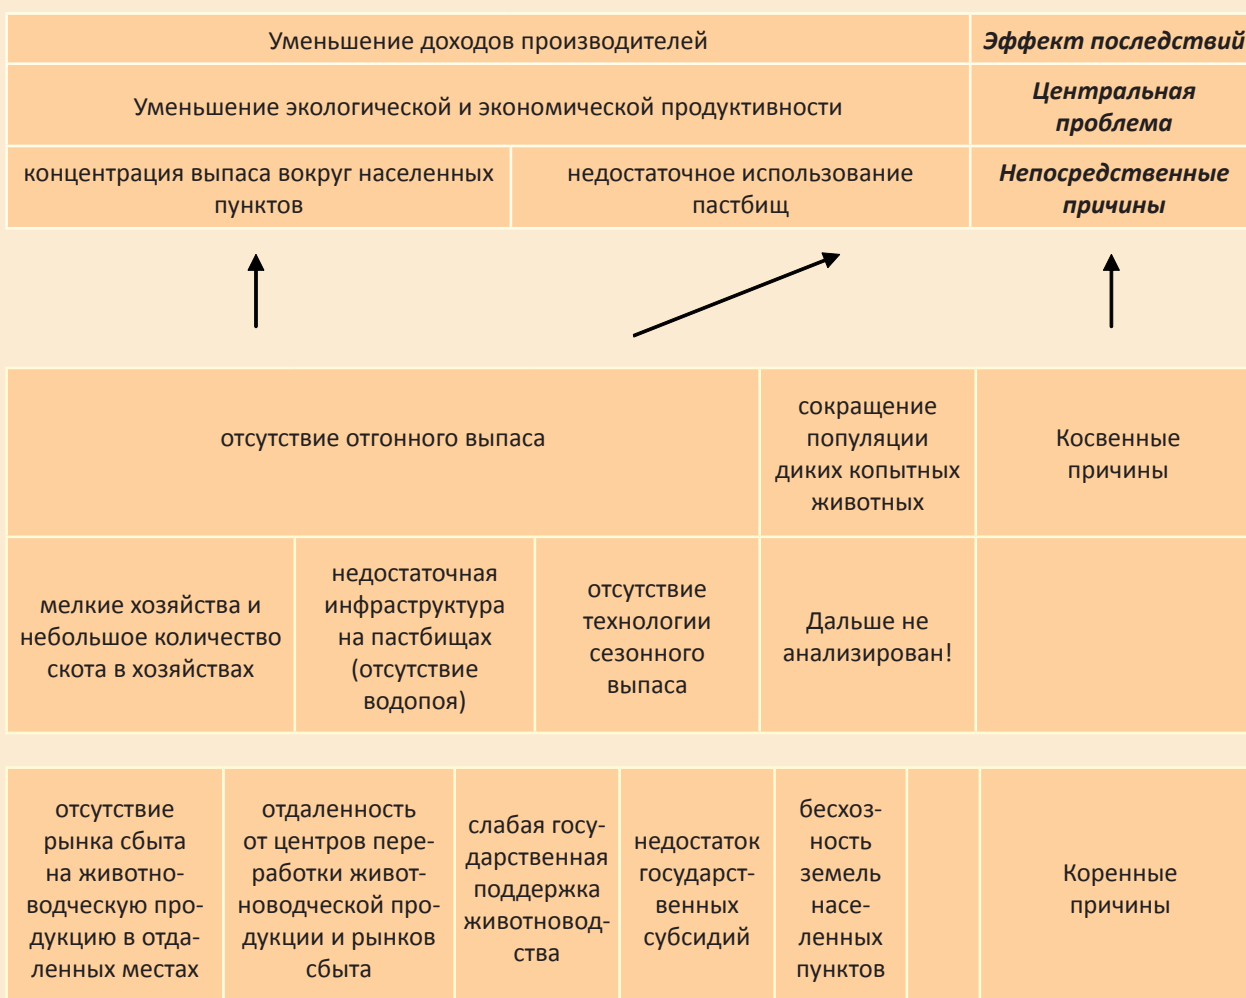 Уменьшение доходов производителей
Эффект последствий
Уменьшение экологической и экономической продуктивности
Центральная
проблема
концентрация выпаса вокруг населенных
пунктов
недостаточное использование
пастбищ
Непосредственные
причины
отсутствие отгонного выпаса
сокращение
популяции
диких копытных
животных
Косвенные
причины
мелкие хозяйства и
небольшое количество
скота в хозяйствах
недостаточная
инфраструктура
на пастбищах
(отсутствие
водопоя)
отсутствие
технологии
сезонного
выпаса
Дальше не
анализирован!
отсутствие
рынка сбыта
на животно-
водческую про-
дукцию в отда-
ленных местах
отдаленность
от центров пере-
работки живот-
новодческой про-
дукции и рынков
сбыта
слабая госу-
дарственная
поддержка
животновод-
ства
недостаток
государст-
венных
субсидий
бесхоз-
ность
земель
насе-
ленных
пунктов
Коренные
причины